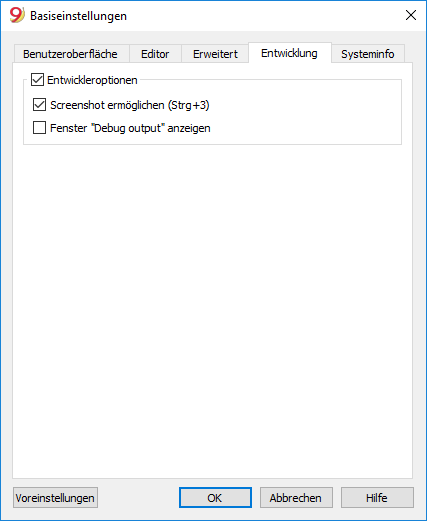 Basiseinstellungen
Benutzeroberfläche Editor Erweitert Entwicklung Systeminfo
Entwickleroptionen
Screenshot ermöglichen (Strg+3)
Fenster "Debug output" anzeigen
Voreinstellungen OK Abbrechen Hilfe